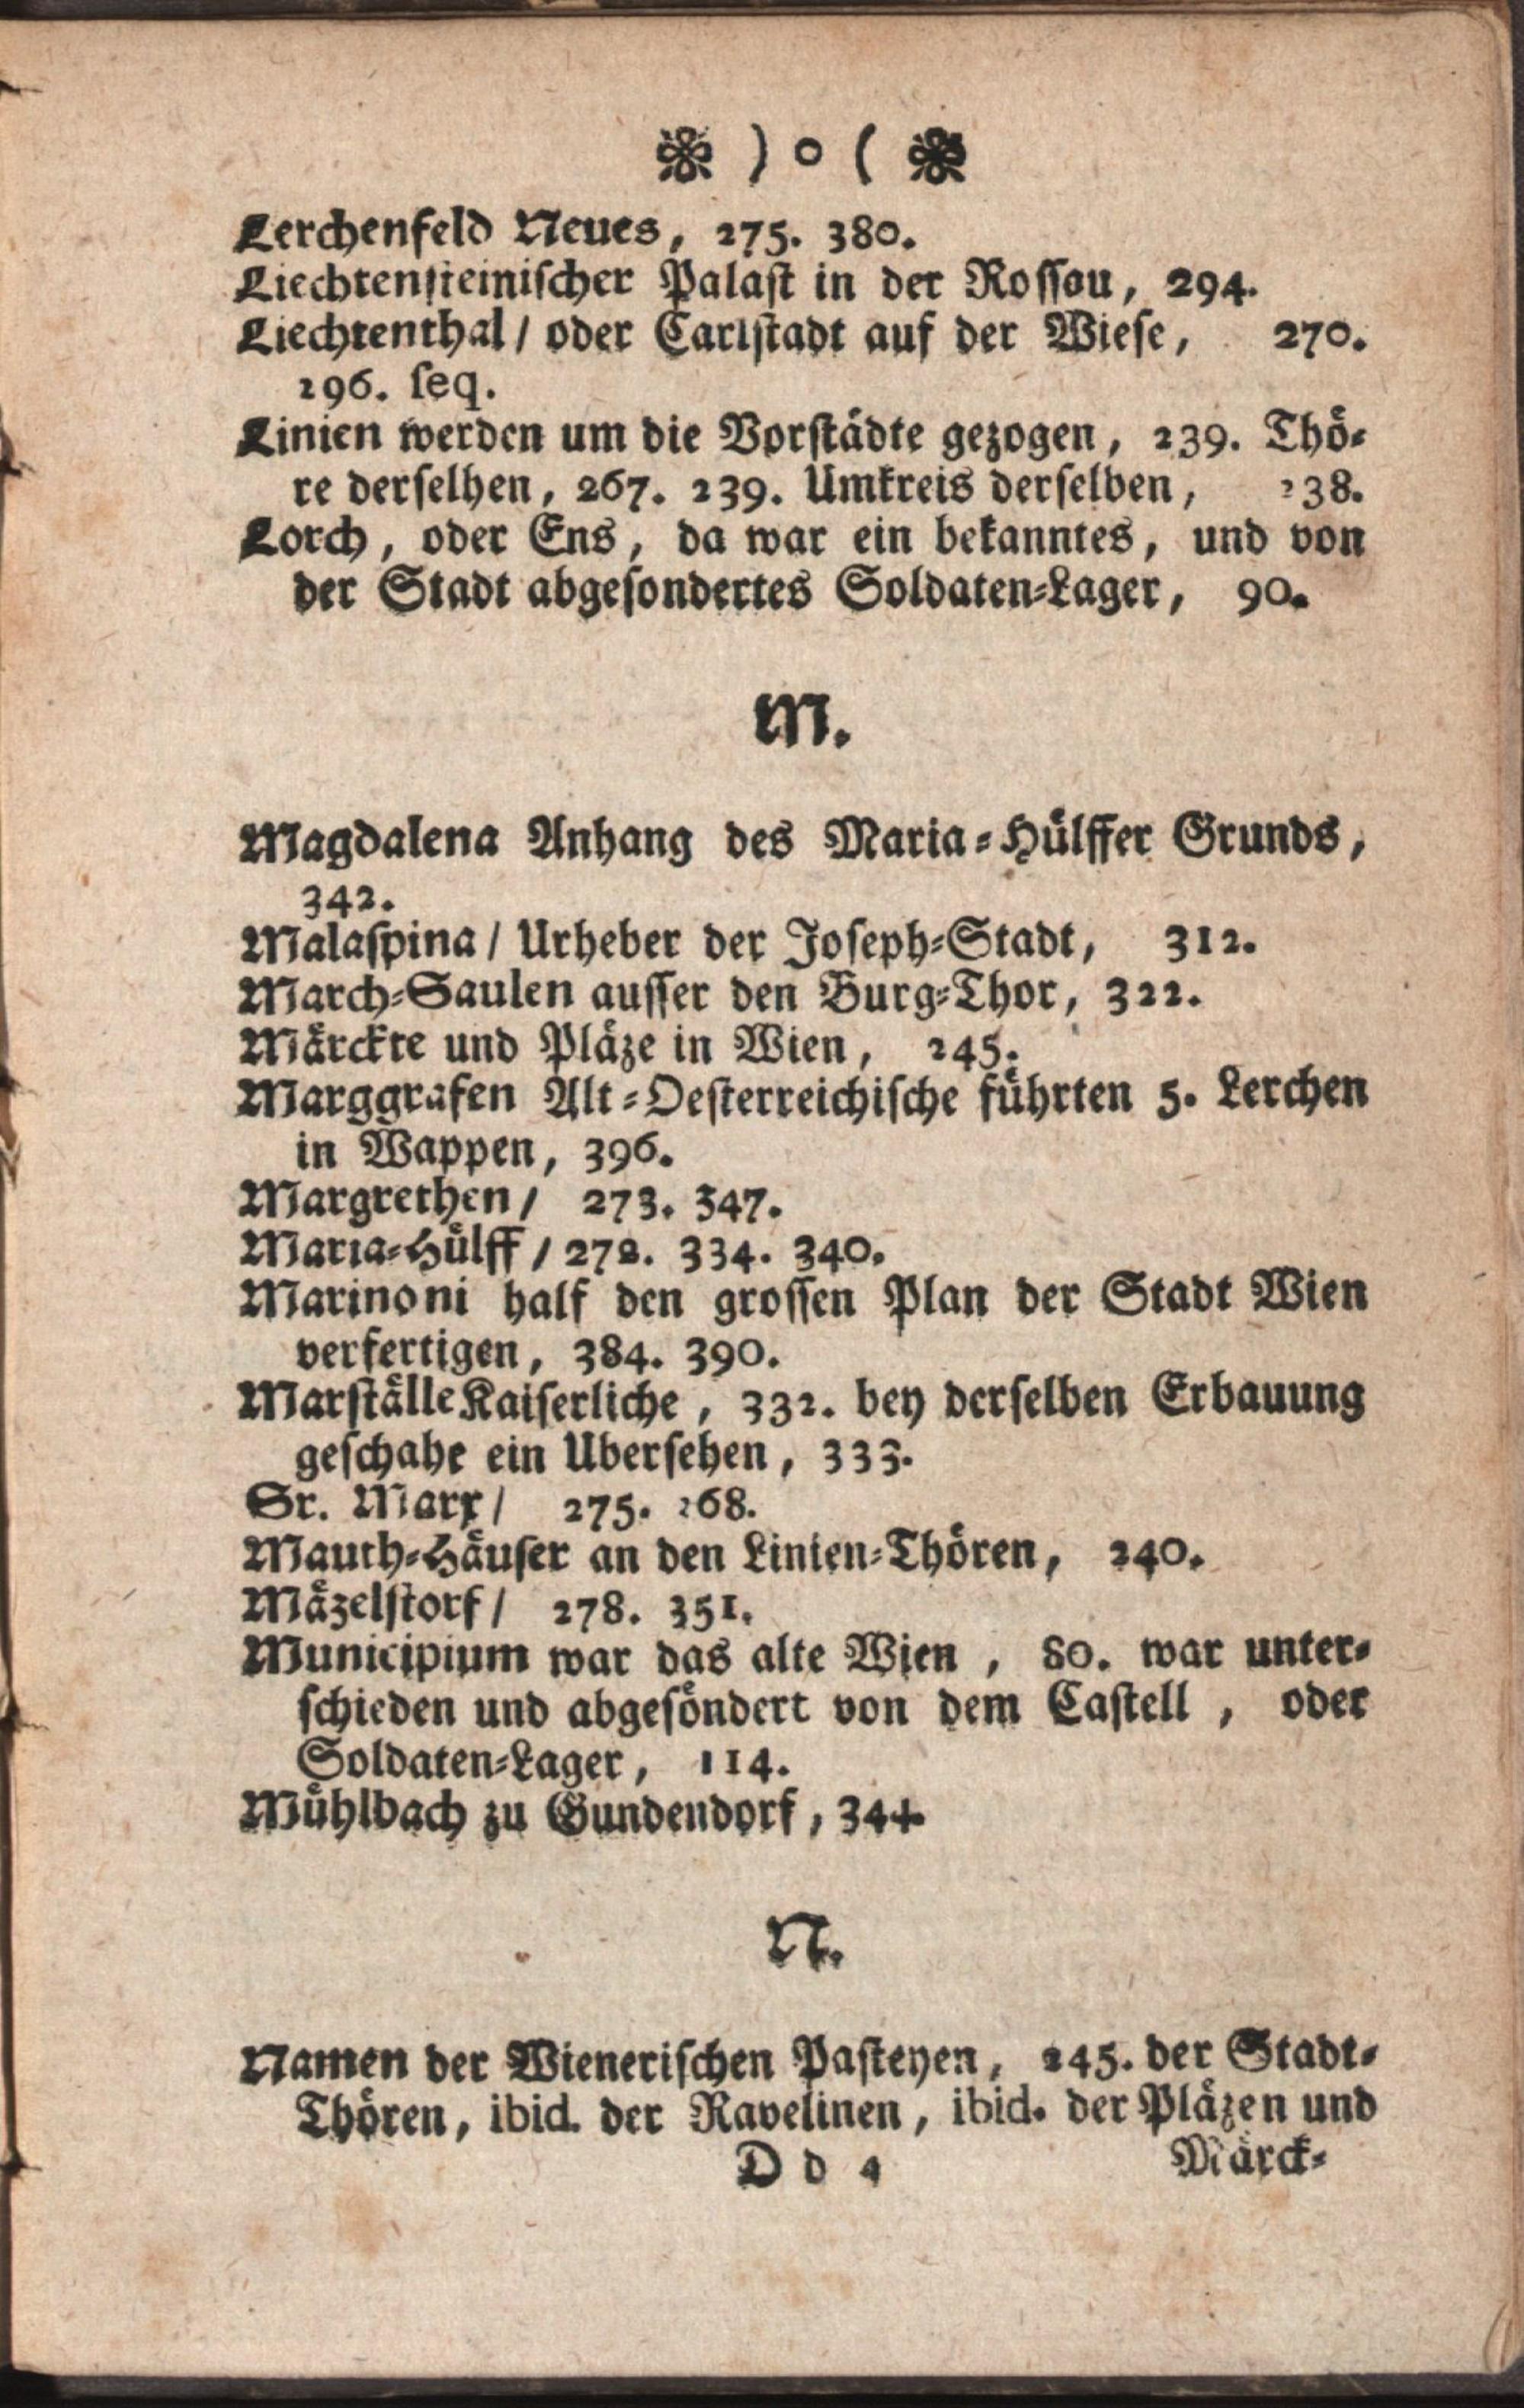 ❀ ) o ( ❀
Lerchenfeld Neues, 275. 380.
Liechtensteinischer Palast in der Rossau, 294.
Liechtenthal / oder Carlstadt auf der Wiese, 270.
296. seq.
Linien werden um die Vorstädte gezogen, 239. Thö-
re derselhen, 267. 239. Umkreis derselben, 238.
Lorch, oder Ens, da war ein bekanntes, und von
der Stadt abgesondertes Soldaten-Lager, 90.
M.
Magdalena Anhang des Maria-Hülffer Grunds,
342.
Malaspina / Urheber der Joseph-Stadt, 312.
March-Saulen ausser den Burg-Thor, 322.
Märckte und Pläze in Wien, 245.
Marggrafen Alt-Oesterreichische führten 5. Lerchen
in Wappen, 396.
Margrethen / 273. 347.
Maria-Hülff / 272. 334. 340.
Marinoni half den grossen Plan der Stadt Wien
verfertigen, 384. 390.
Marställe Kaiserliche, 332. bey derselben Erbauung
geschahe ein Ubersehen, 333.
St. Marx / 275. 268.
Mauth-Häuser an den Linien-Thören, 240.
Mäzelstorf / 278. 351.
Municipium war das alte Wien, 80. war unter-
schieden und abgesöndert von dem Castell, oder
Soldaten-Lager, 114.
Mühlbach zu Gundendorf, 344.
N.
Namen der Wienerischen Pasteyen, 245. der Stadt-
Thören, ibid. der Ravelinen, ibid. der Pläzen und
D d 4 Märck-